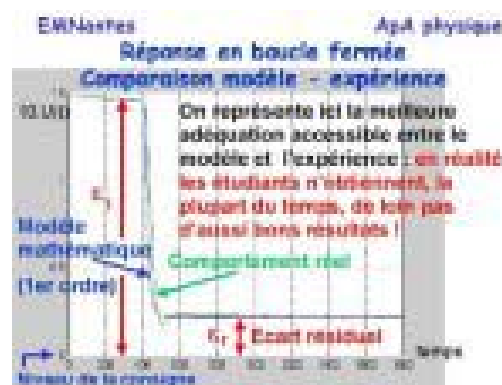 EMNantes
ApA physique
Réponse en boucle fermée
Comparaison modèle - expérience
On représente ici la meilleure
adéquation accessible entre le
modèle et l'expérience : en réalité
les étudiants n'obtiennent, la
plupart du temps, de loin pas
d'aussi bons résultats !
Modèle
mathématique
(1er ordre)
Comportement réel
Ecart résiduel
temps
Niveau de la consigne